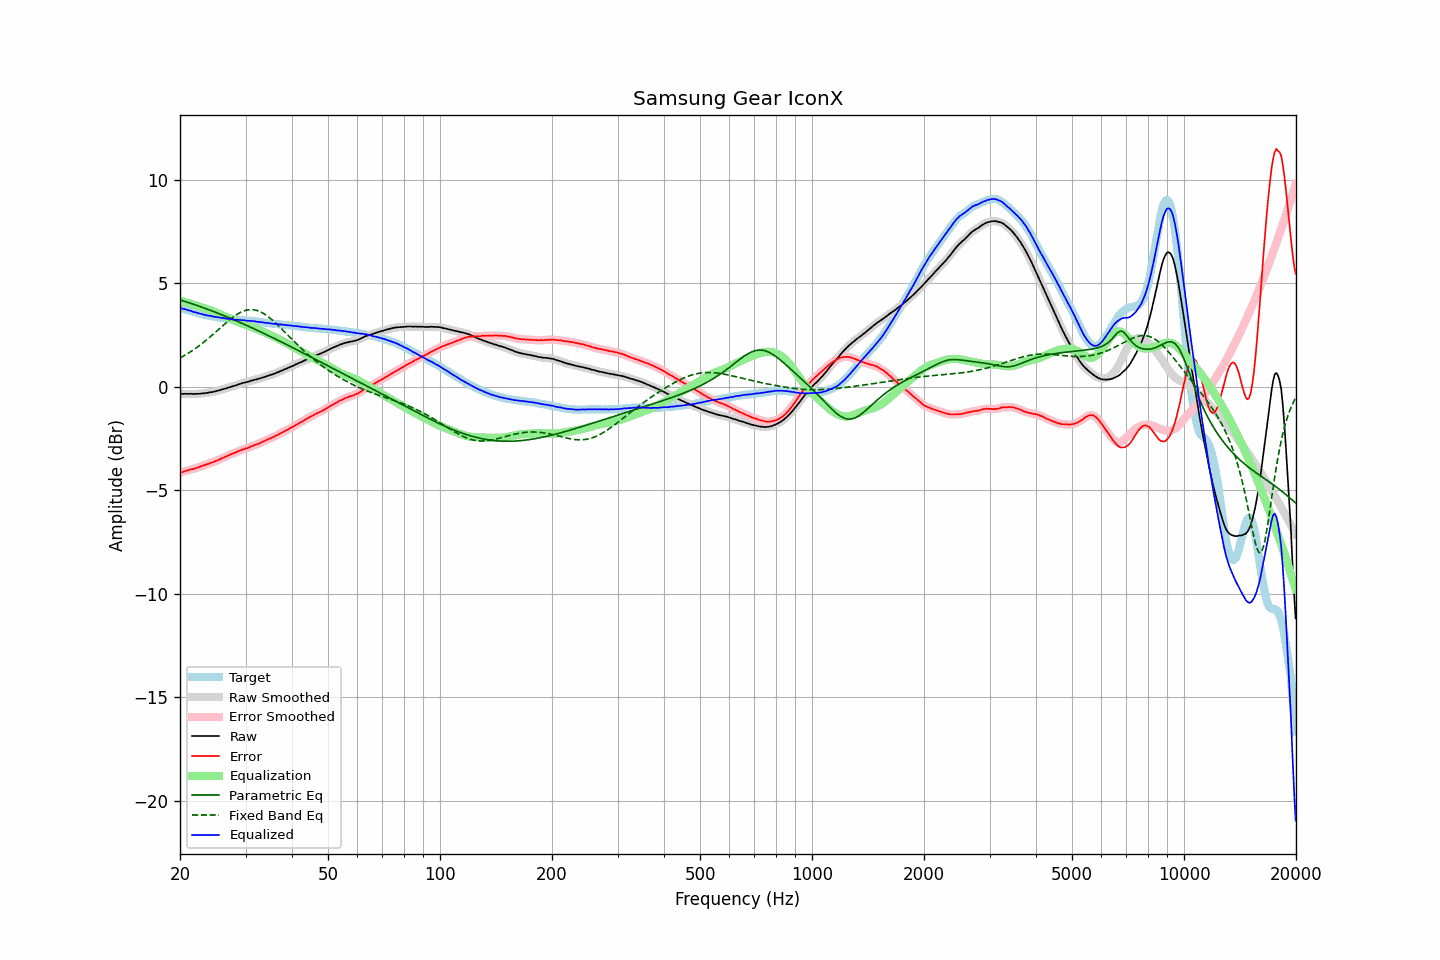 Samsung Gear IconX
Amplitude (dBr)
10
5
0
−5
−10
−15
−20
Target
Raw Smoothed
Error Smoothed
Raw
Error
Equalization
Parametric Eq
Fixed Band Eq
Equalized
20 50 100 200 500 1000 2000 5000 10000 20000
Frequency (Hz)